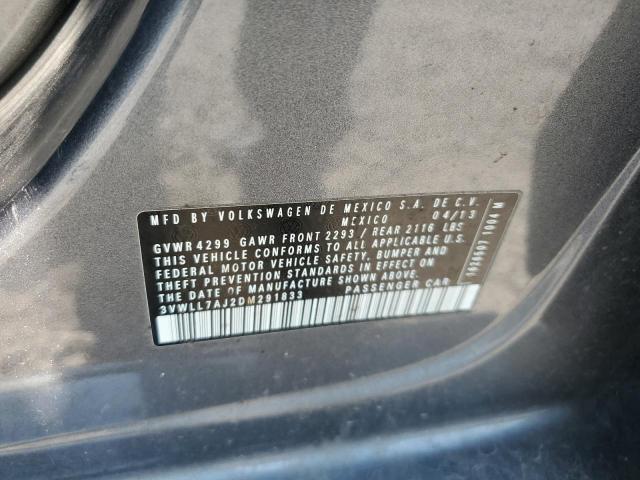 MFD BY VOLKSWAGEN DE MEXICO S.A. DE C.V.
MEXICO 04/13
GVWR 4299 GAWR FRONT 2293 / REAR 2116 LBS
THIS VEHICLE CONFORMS TO ALL APPLICABLE U.S.
FEDERAL MOTOR VEHICLE SAFETY, BUMPER AND
THEFT PREVENTION STANDARDS IN EFFECT ON
THE DATE OF MANUFACTURE SHOWN ABOVE.
3VWLL7AJ2DM291833 PASSENGER CAR